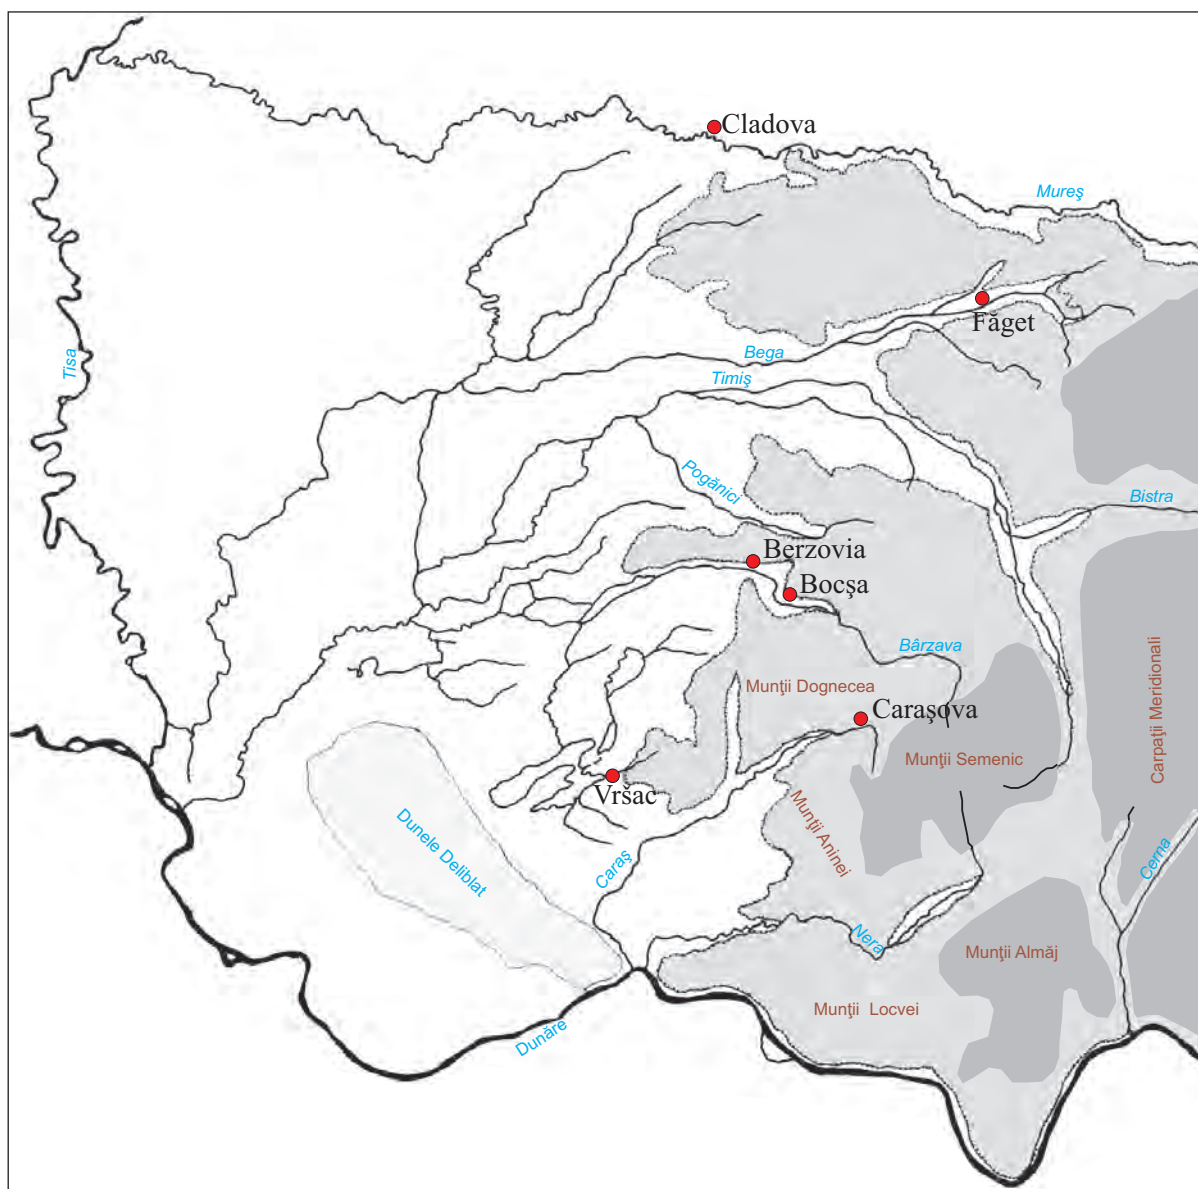 Cladova
Mureş
Făget
Tisa
Bega
Timiş
Pogănici
Bistra
Berzovia
Bocşa
Bârzava
Munţii Dognecea
Caraşova
Carpaţii Meridionali
Munţii Semenic
Vršac
Munţii Aninei
Dunele Deliblat
Caraş
Cerna
Nera
Munţii Almăj
Munţii Locvei
Dunăre